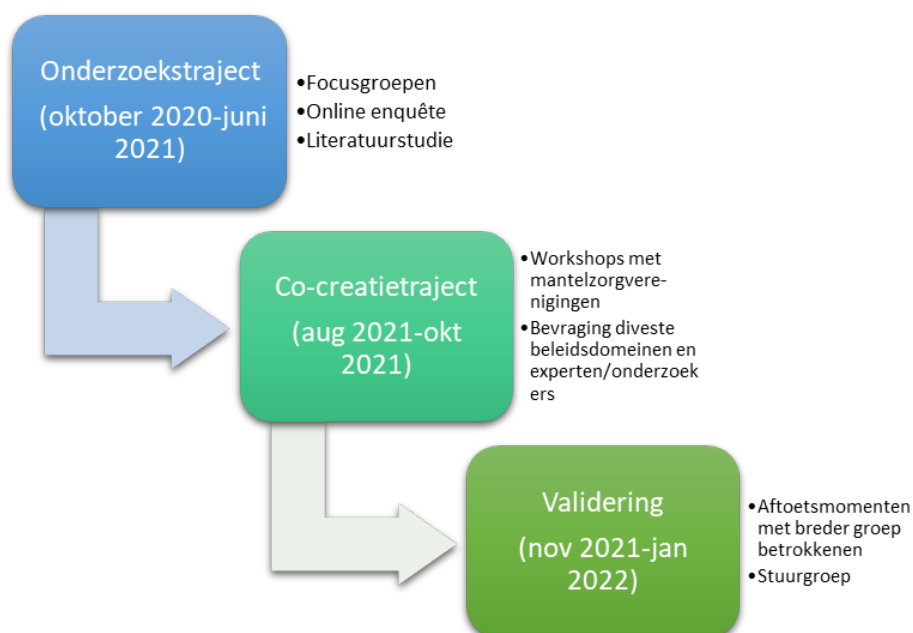 Onderzoekstraject
(oktober 2020-juni
2021)
•Focusgroepen
•Online enquête
•Literatuurstudie
Co-creatietraject
(aug 2021-okt
2021)
•Workshops met
mantelzorgvere-
nigingen
•Bevraging diveste
beleidsdomeinen en
experten/onderzoek
ers
Validering
(nov 2021-jan
2022)
•Aftoetsmomenten
met breder groep
betrokkenen
•Stuurgroep